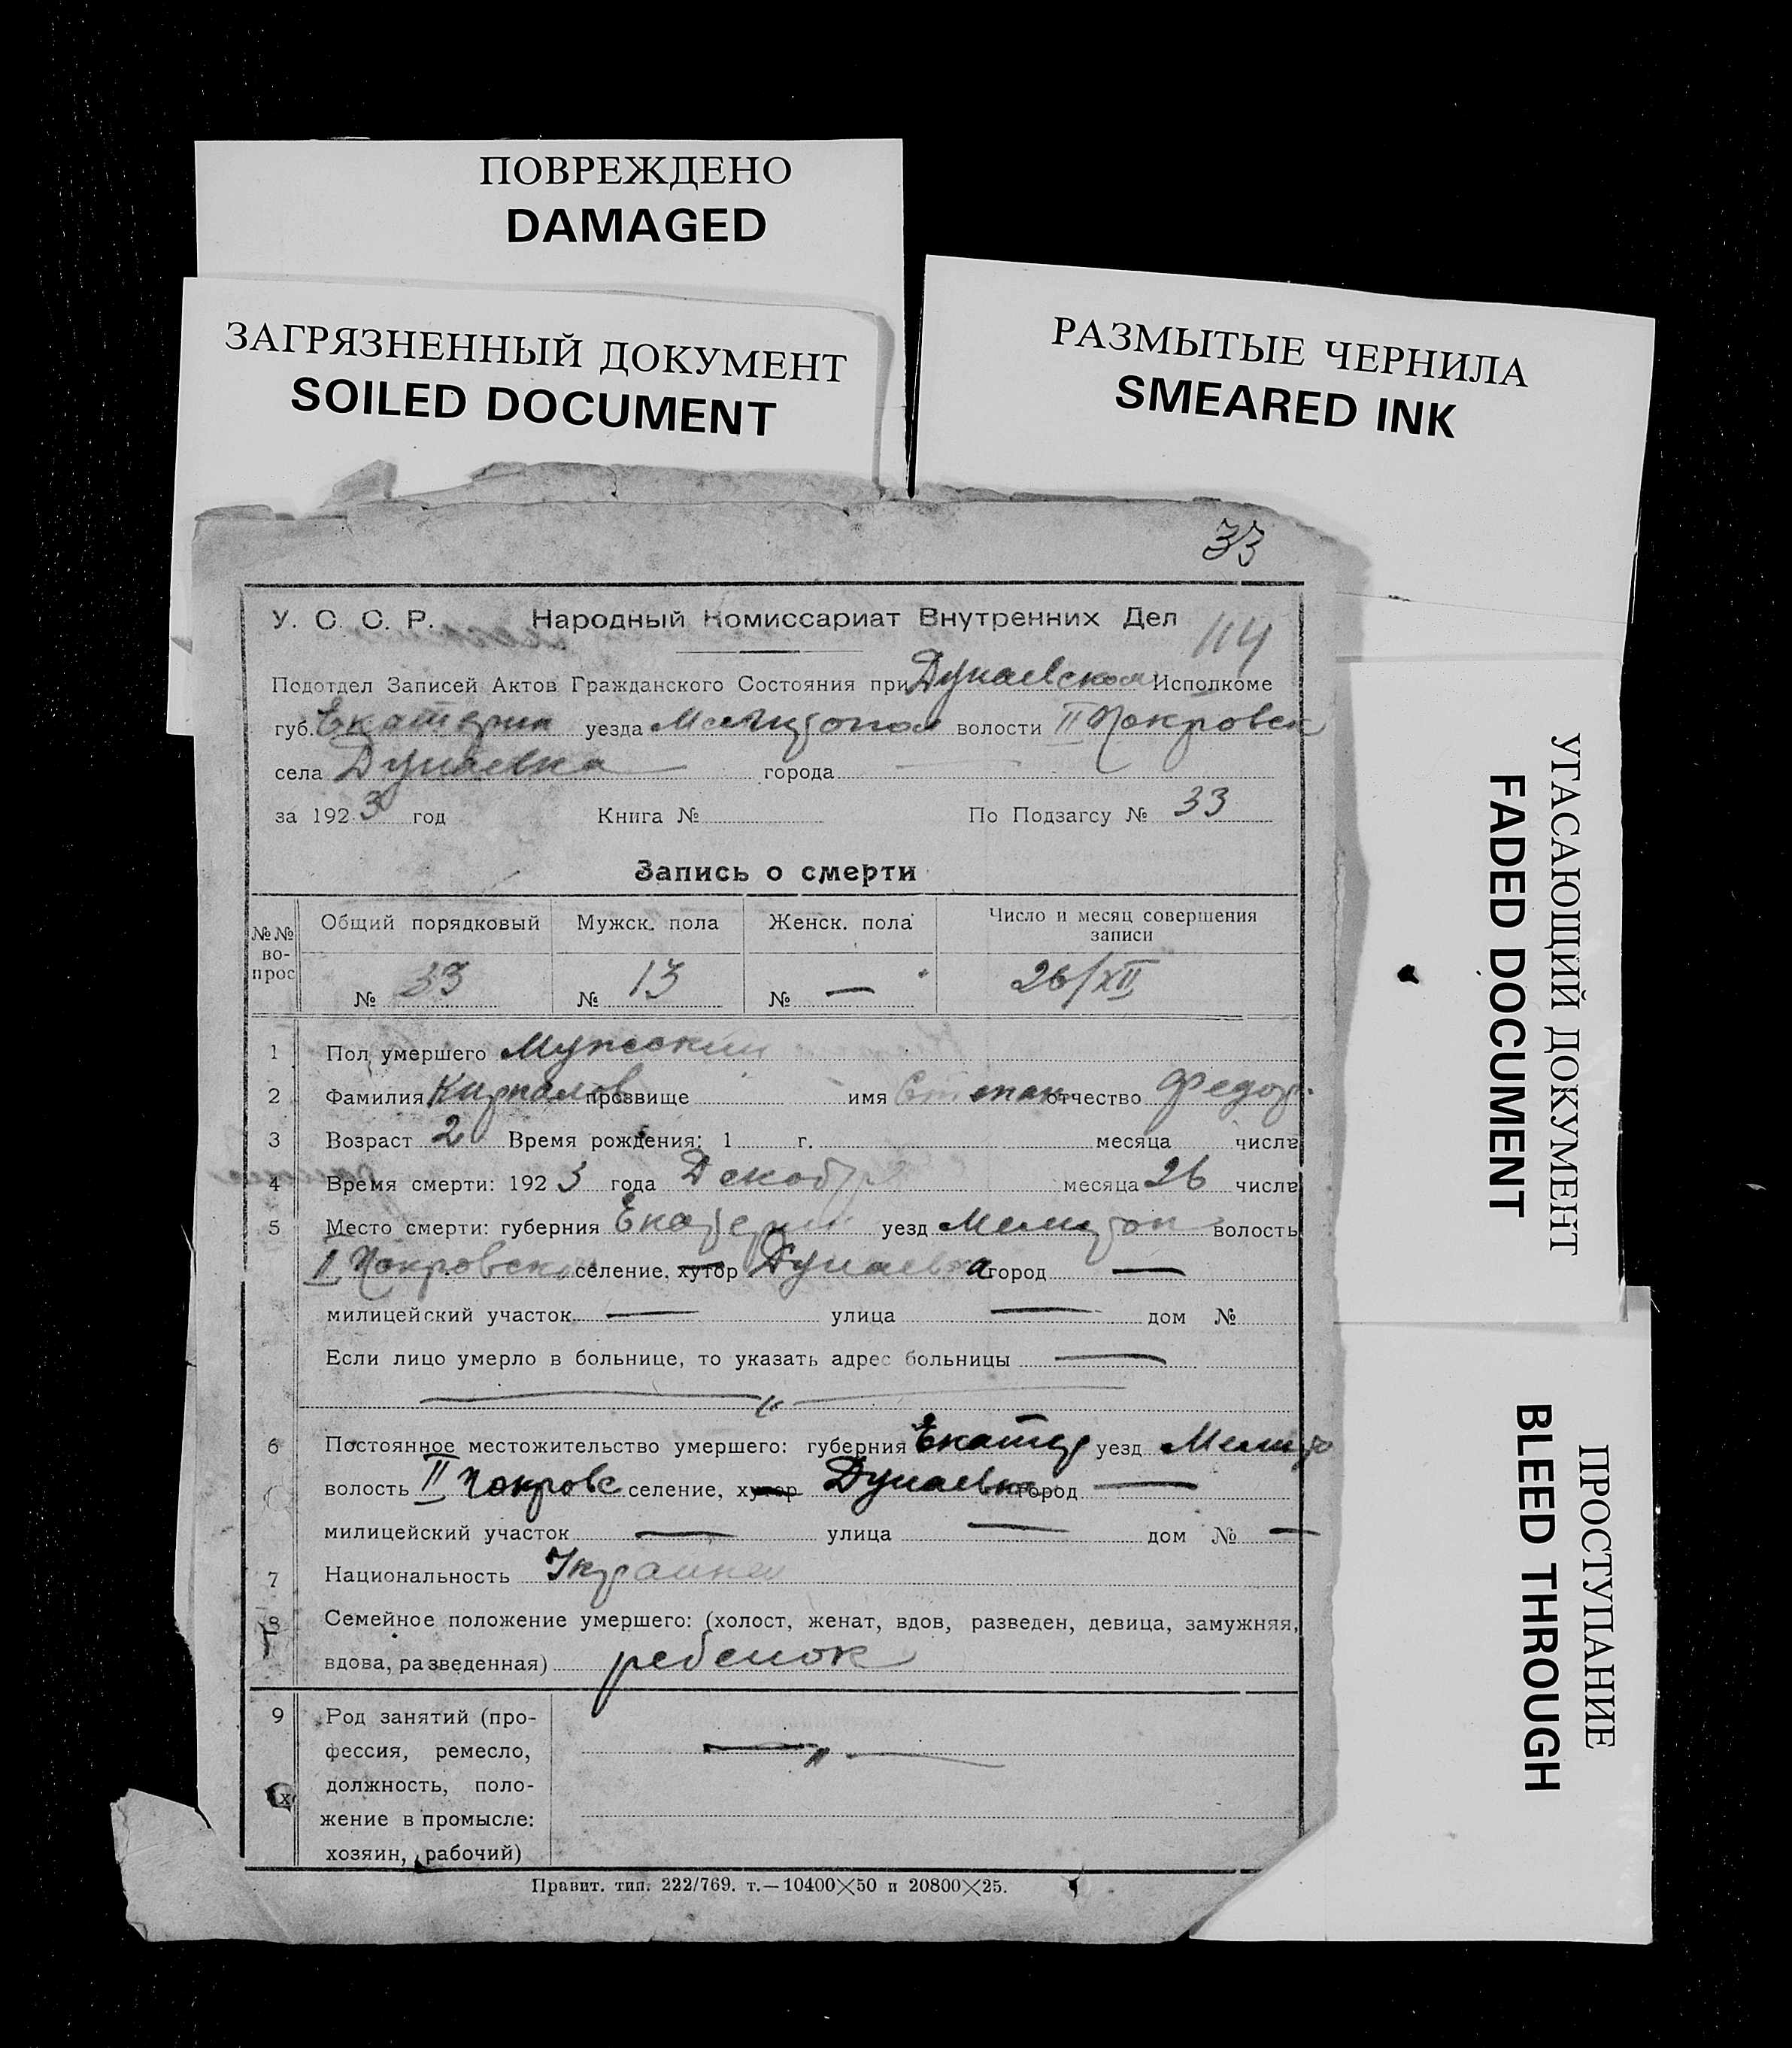 ПОВРЕЖДЕНО
DAMAGED
ЗАГРЯЗНЕННЫЙ ДОКУМЕНТ
SOILED DOCUMENT
РАЗМЫТЫЕ ЧЕРНИЛА
SMEARED INK
УГАСАЮЩИЙ ДОКУМЕНТ
FADED DOCUMENT
ПРОСТУПАНИЕ
BLEED THROUGH
33
У. С. С. Р. Народный Комиссариат Внутренних Дел
114
Подотдел Записей Актов Гражданского Состояния при Дунаевском Исполкоме
губ. Екатерин уезда Мелитопол волости II Покровск
села Дунаевка города
за 1923 год Книга № По Подзагсу № 33
Запись о смерти
№№ во-прос Общий порядковый Мужск. пола Женск. пола Число и месяц совершения записи
№ 33 № 13 № — 26/XII
1 Пол умершего Мужской
2 Фамилия прозвище имя Степан отчество Федор.
3 Возраст 2 Время рождения: 1 г. месяца числа
4 Время смерти: 1923 года Декабря месяца 26 числа
5 Место смерти: губерния Екатерин уезд Мелитоп волость
II Покровск селение, хутор Дунаевка город —
милицейский участок — улица — дом №
Если лицо умерло в больнице, то указать адрес больницы —
— „ —
6 Постоянное местожительство умершего: губерния Екатер уезд Мелито
волость II Покровс селение, хутор Дунаевка город —
милицейский участок — улица — дом № —
7 Национальность Украинец
8 Семейное положение умершего: (холост, женат, вдов, разведен, девица, замужняя,
вдова, разведенная) ребенок
9 Род занятий (про-
фессия, ремесло, — „ —
должность, поло-
жение в промысле:
хозяин, рабочий)
Правит. тип. 222/769. т.—10400×50 и 20800×25.